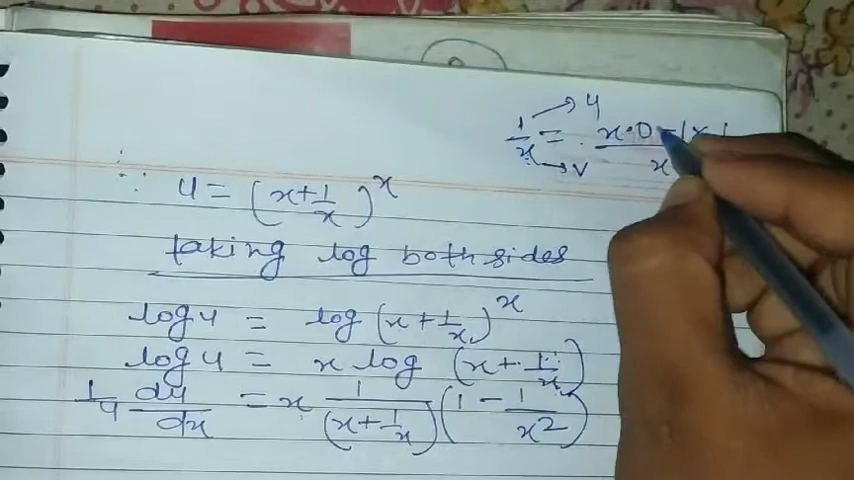 1/x = x·0-1×1 / x
→ u
→ v
∴ u = (x+1/x)^x
taking log both sides
log u = log (x+1/x)^x
log u = x log (x+1/x)
1/u du/dx = x 1/(x+1/x) (1 - 1/x²)